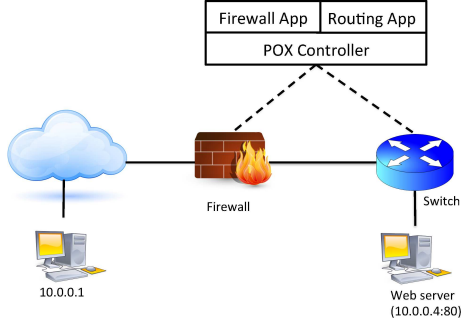 Firewall App
Routing App
POX Controller
Firewall
Switch
10.0.0.1
Web server
(10.0.0.4:80)